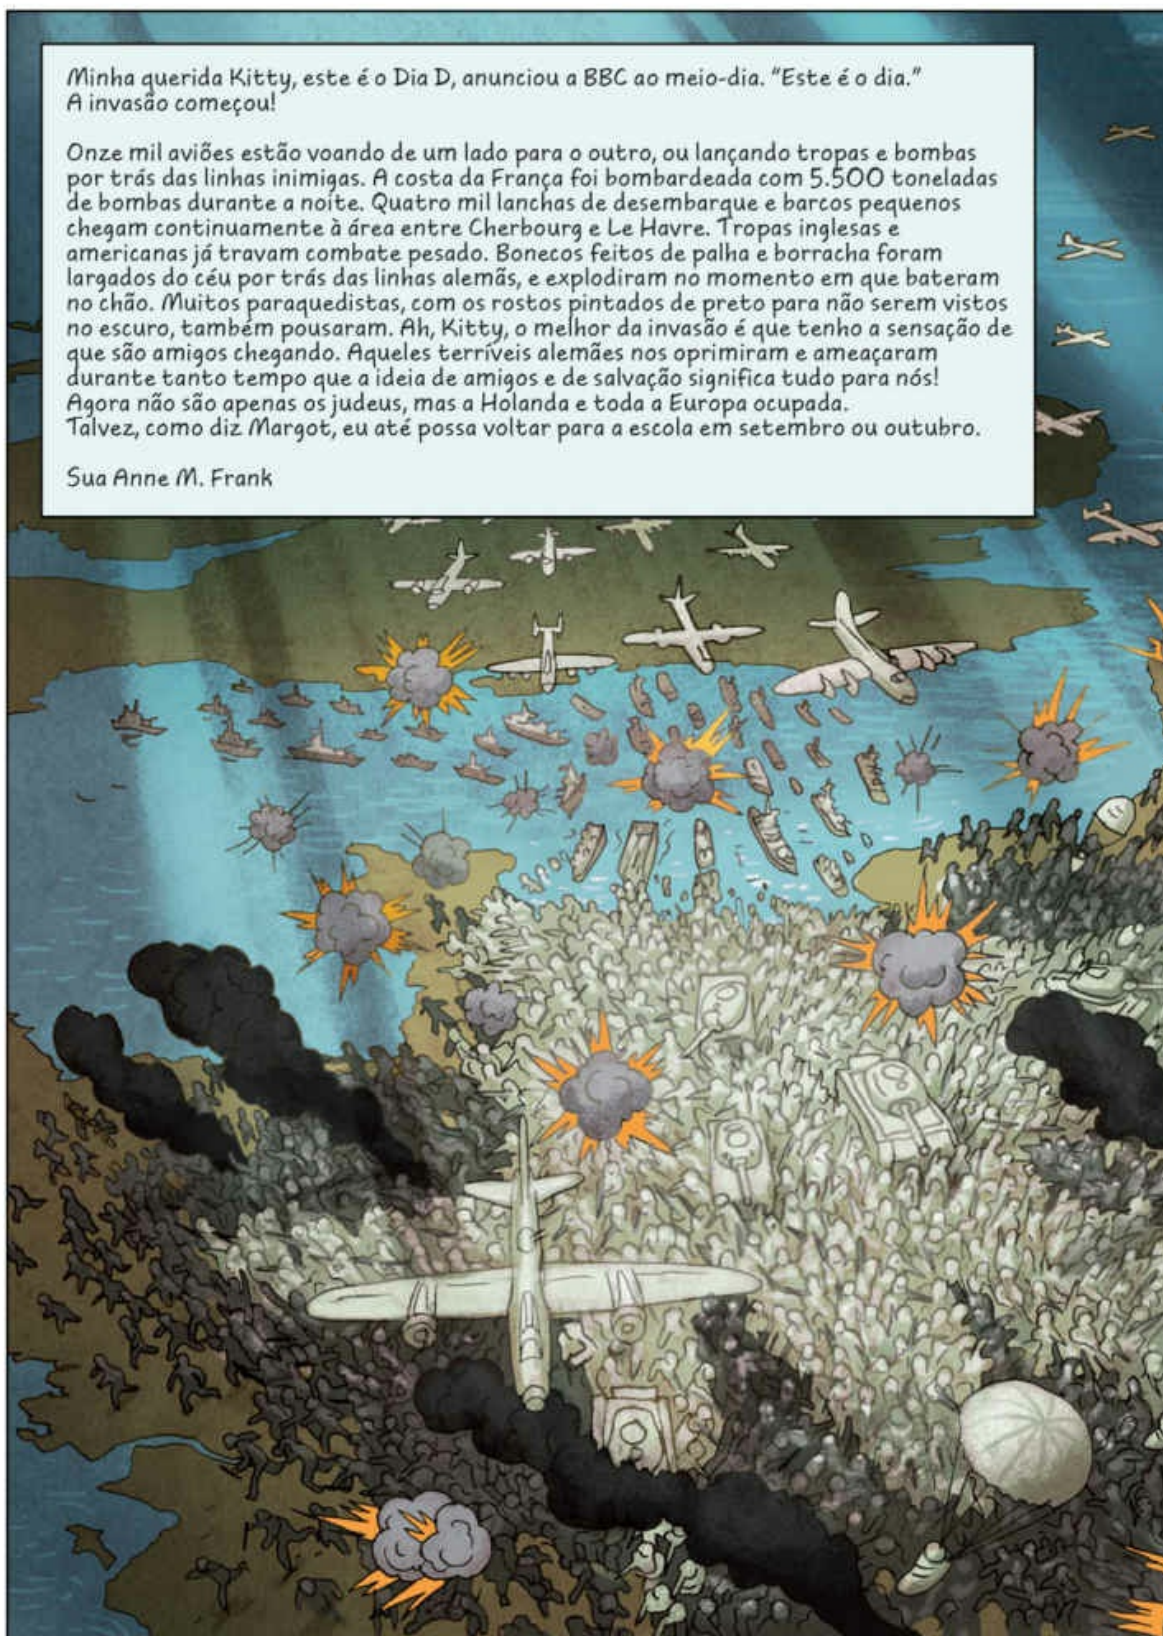 Minha querida Kitty, este é o Dia D, anunciou a BBC ao meio-dia. "Este é o dia."
A invasão começou!
Onze mil aviões estão voando de um lado para o outro, ou lançando tropas e bombas
por trás das linhas inimigas. A costa da França foi bombardeada com 5.500 toneladas
de bombas durante a noite. Quatro mil lanchas de desembarque e barcos pequenos
chegam continuamente à área entre Cherbourg e Le Havre. Tropas inglesas e
americanas já travam combate pesado. Bonecos feitos de palha e borracha foram
largados do céu por trás das linhas alemãs, e explodiram no momento em que bateram
no chão. Muitos paraquedistas, com os rostos pintados de preto para não serem vistos
no escuro, também pousaram. Ah, Kitty, o melhor da invasão é que tenho a sensação de
que são amigos chegando. Aqueles terríveis alemães nos oprimiram e ameaçaram
durante tanto tempo que a ideia de amigos e de salvação significa tudo para nós!
Agora não são apenas os judeus, mas a Holanda e toda a Europa ocupada.
Talvez, como diz Margot, eu até possa voltar para a escola em setembro ou outubro.
Sua Anne M. Frank